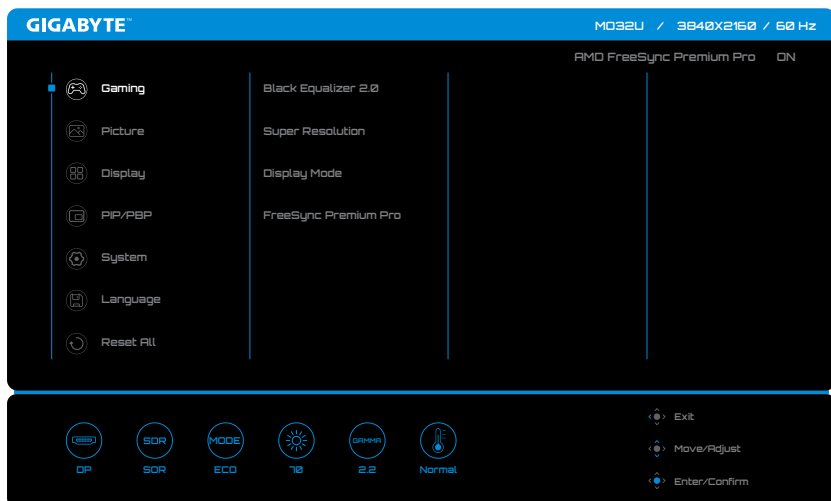 GIGABYTE™
MO32U / 3840X2160 / 60 Hz
AMD FreeSync Premium Pro ON
Gaming
Picture
Display
PIP/PBP
System
Language
Reset All
Black Equalizer 2.0
Super Resolution
Display Mode
FreeSync Premium Pro
SDR
MODE
GAMMA
DP
SDR
ECO
70
2.2
Normal
Exit
Move/Adjust
Enter/Confirm